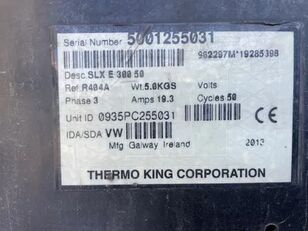 Serial Number 5001255031
962297M*19285398
Desc. SLX E 300 50
Ref. R404A Wt. 5.0KGS Volts
Phase 3 Amps 19.3 Cycles 50
Unit ID 0935PC255031
IDA/SDA VW
Mfg Galway Ireland 2013
THERMO KING CORPORATION